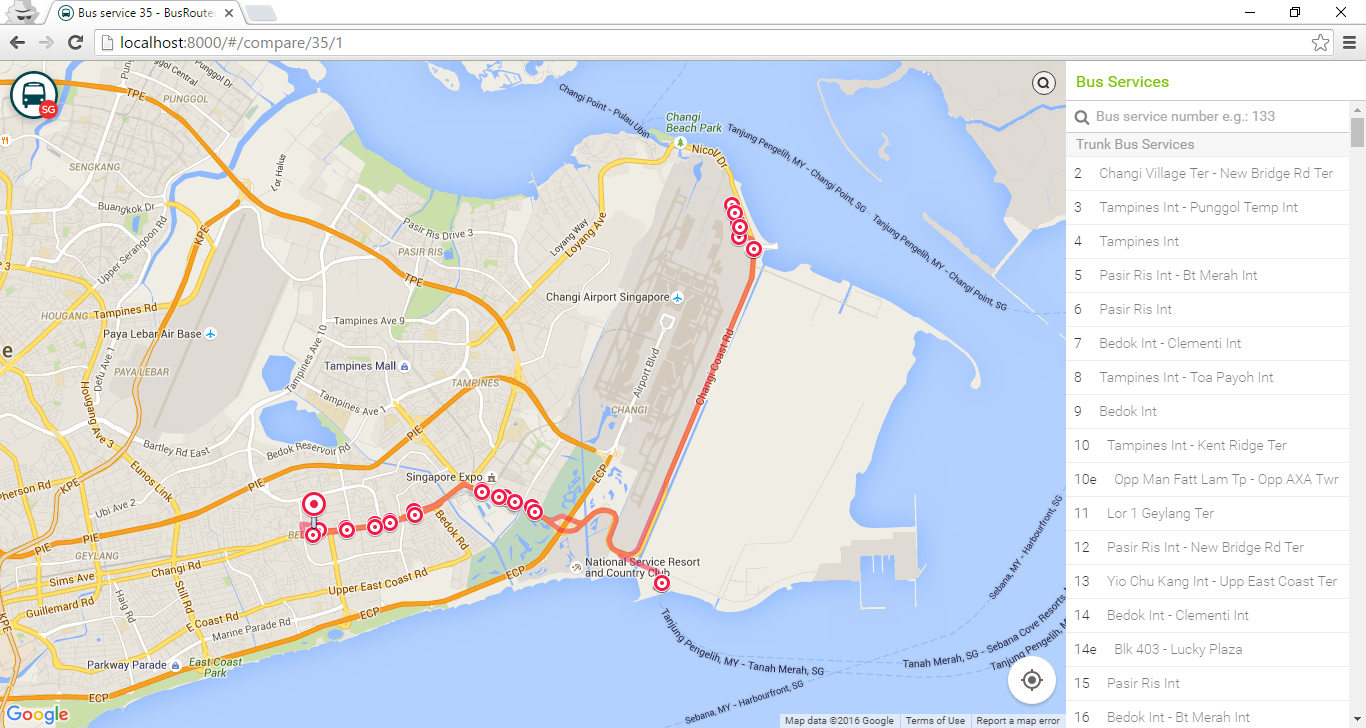 Bus service 35 - BusRoute
localhost:8000/#/compare/35/1
SG
Punggol Central
Punggol
PUNGGOL
TPE
SENGKANG
Buangkok Dr
Upper Serangoon Rd
KPE
HOUGANG
Tampines Rd
Paya Lebar Air Base
PAYA LEBAR
Defu Ave 1
Hougang Ave 3
Bartley Rd East
Eunos Link
Pherson Rd
KPE
Ubi Ave 2
PIE
PIE
GEYLANG
Sims Ave
Changi Rd
Guillemard Rd
Haig Rd
Still Rd
E Coast Rd
Marine Parade Rd
Parkway Parade
East Coast Park
ECP
KPE
Google
Changi Point - Pulau Ubin
Changi Beach Park
Nicoll Dr
Tanjung Pengelih, MY - Changi Point, SG
Tanjung Pengelih, MY - Changi Point, SG
Loyang Way
Loyang Ave
Pasir Ris Drive 3
PASIR RIS
TPE
Tampines Ave 9
Tampines Ave 10
Tampines Mall
TAMPINES
Tampines Ave 1
PIE
Bedok Reservoir Rd
Changi Airport Singapore
Airport Blvd
CHANGI
Changi Coast Rd
Singapore Expo
ECP
Bedok Rd
Upper East Coast Rd
ECP
National Service Resort
and Country Club
Tanjung Pengelih, MY - Tanah Merah, SG
Sebana, MY - Harbourfront, SG
Sebana, MY - Harbourfront, SG
Tanah Merah, SG - Sebana Cove Resorts,
Map data ©2016 Google
Terms of Use
Report a map error
Bus Services
Bus service number e.g.: 133
Trunk Bus Services
2 Changi Village Ter - New Bridge Rd Ter
3 Tampines Int - Punggol Temp Int
4 Tampines Int
5 Pasir Ris Int - Bt Merah Int
6 Pasir Ris Int
7 Bedok Int - Clementi Int
8 Tampines Int - Toa Payoh Int
9 Bedok Int
10 Tampines Int - Kent Ridge Ter
10e Opp Man Fatt Lam Tp - Opp AXA Twr
11 Lor 1 Geylang Ter
12 Pasir Ris Int - New Bridge Rd Ter
13 Yio Chu Kang Int - Upp East Coast Ter
14 Bedok Int - Clementi Int
14e Blk 403 - Lucky Plaza
15 Pasir Ris Int
16 Bedok Int - Bt Merah Int